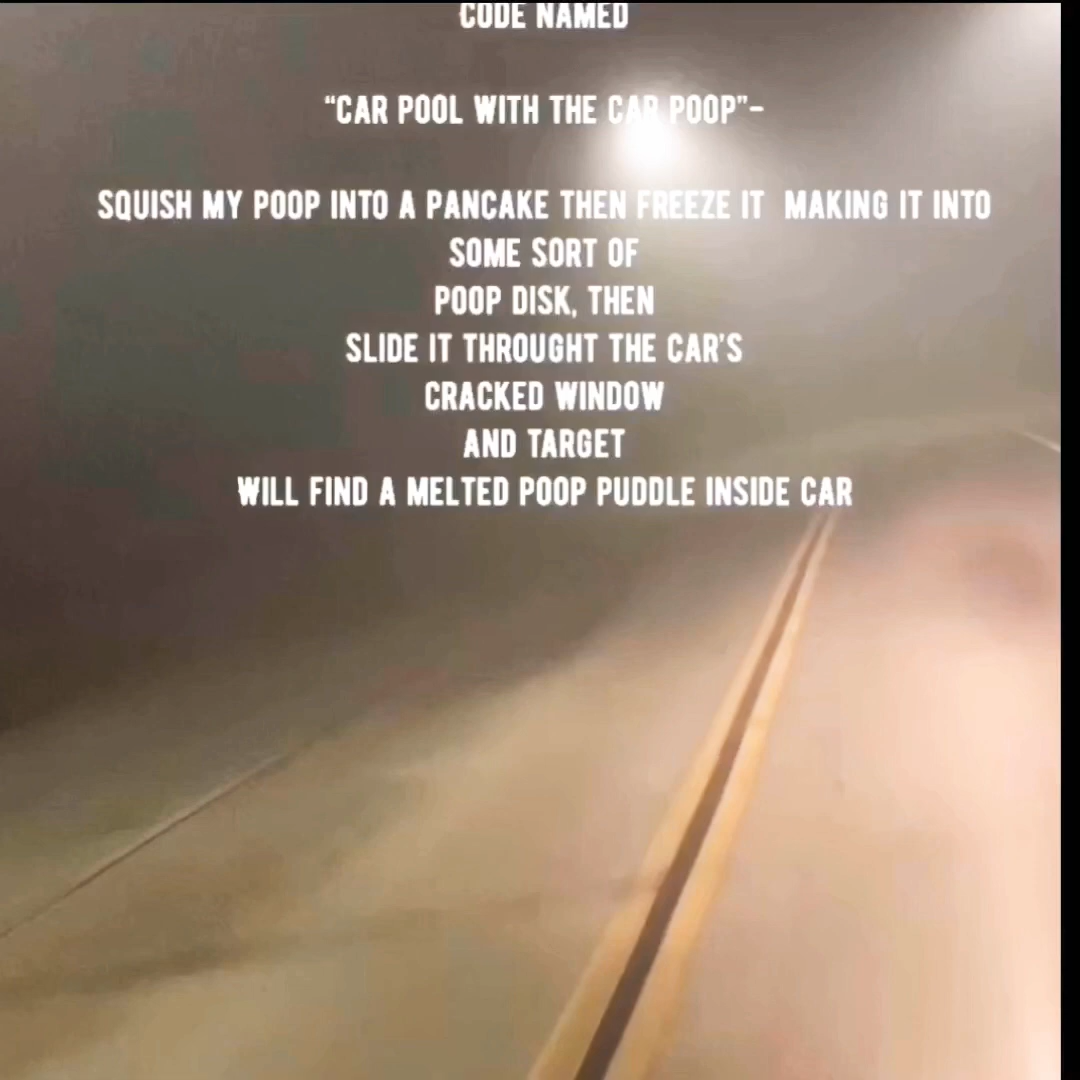 CODE NAMED
“CAR POOL WITH THE CAR POOP”-
SQUISH MY POOP INTO A PANCAKE THEN FREEZE IT MAKING IT INTO
SOME SORT OF
POOP DISK, THEN
SLIDE IT THROUGHT THE CAR'S
CRACKED WINDOW
AND TARGET
WILL FIND A MELTED POOP PUDDLE INSIDE CAR